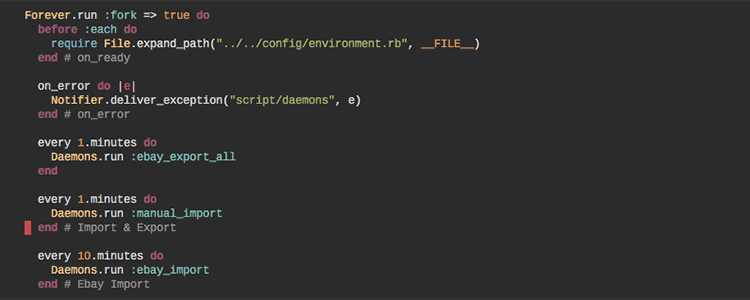 Forever.run :fork => true do
before :each do
require File.expand_path("../../config/environment.rb", __FILE__)
end # on_ready
on_error do |e|
Notifier.deliver_exception("script/daemons", e)
end # on_error
every 1.minutes do
Daemons.run :ebay_export_all
end
every 1.minutes do
Daemons.run :manual_import
end # Import & Export
every 10.minutes do
Daemons.run :ebay_import
end # Ebay Import